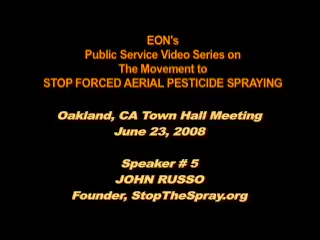 EON's
Public Service Video Series on
The Movement to
STOP FORCED AERIAL PESTICIDE SPRAYING
Oakland, CA Town Hall Meeting
June 23, 2008
Speaker # 5
JOHN RUSSO
Founder, StopTheSpray.org